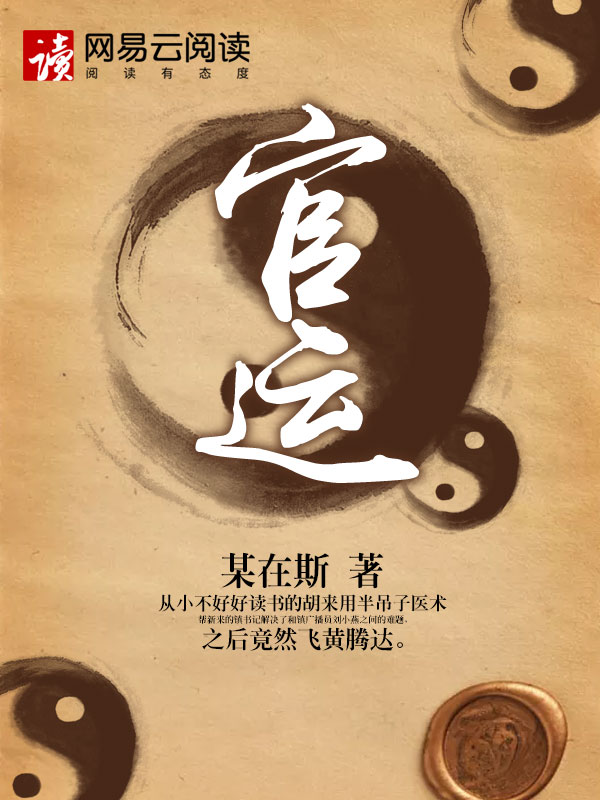 读
网易云阅读
阅读有态度
官运
某在斯 著
从小不好好读书的胡来用半吊子医术
帮新来的镇书记解决了和镇广播员刘小燕之间的难题。
之后竟然飞黄腾达。